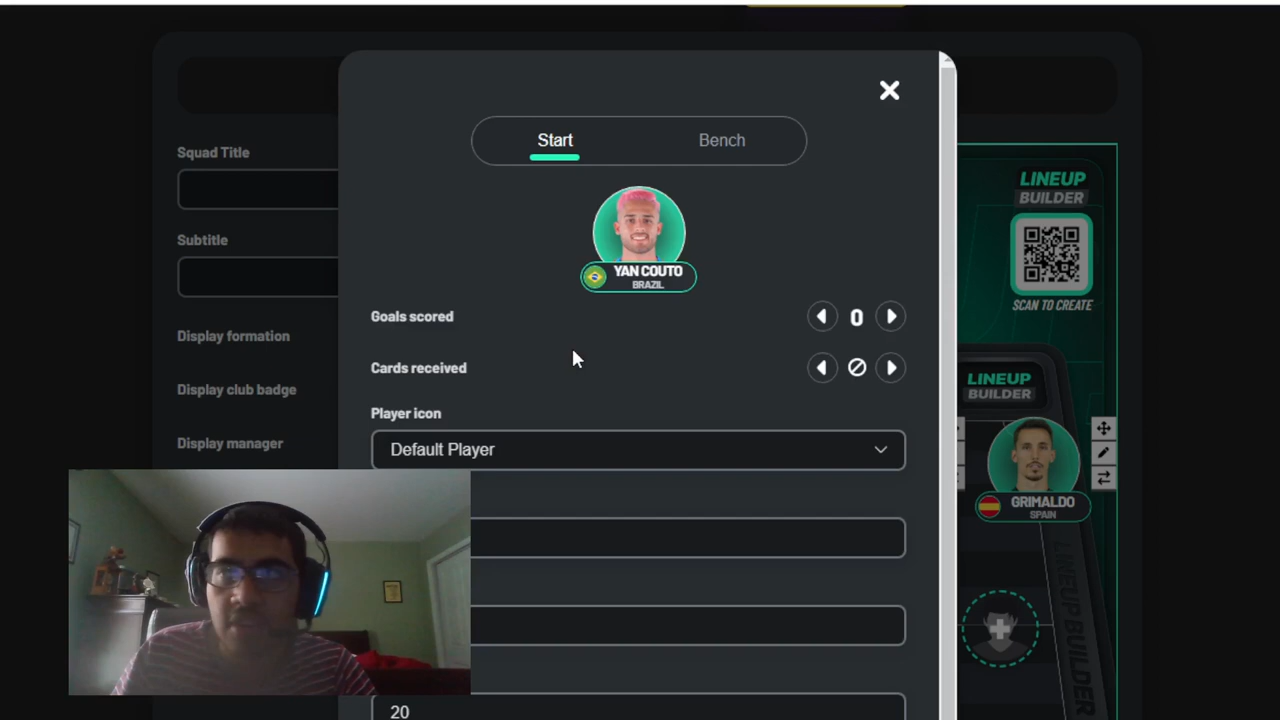 Start
Bench
Squad Title
Subtitle
Display formation
Display club badge
Display manager
YAN COUTO
BRAZIL
Goals scored
0
Cards received
Player icon
Default Player
20
LINEUP
BUILDER
SCAN TO CREATE
LINEUP
BUILDER
GRIMALDO
SPAIN
LINEUP BUILDER